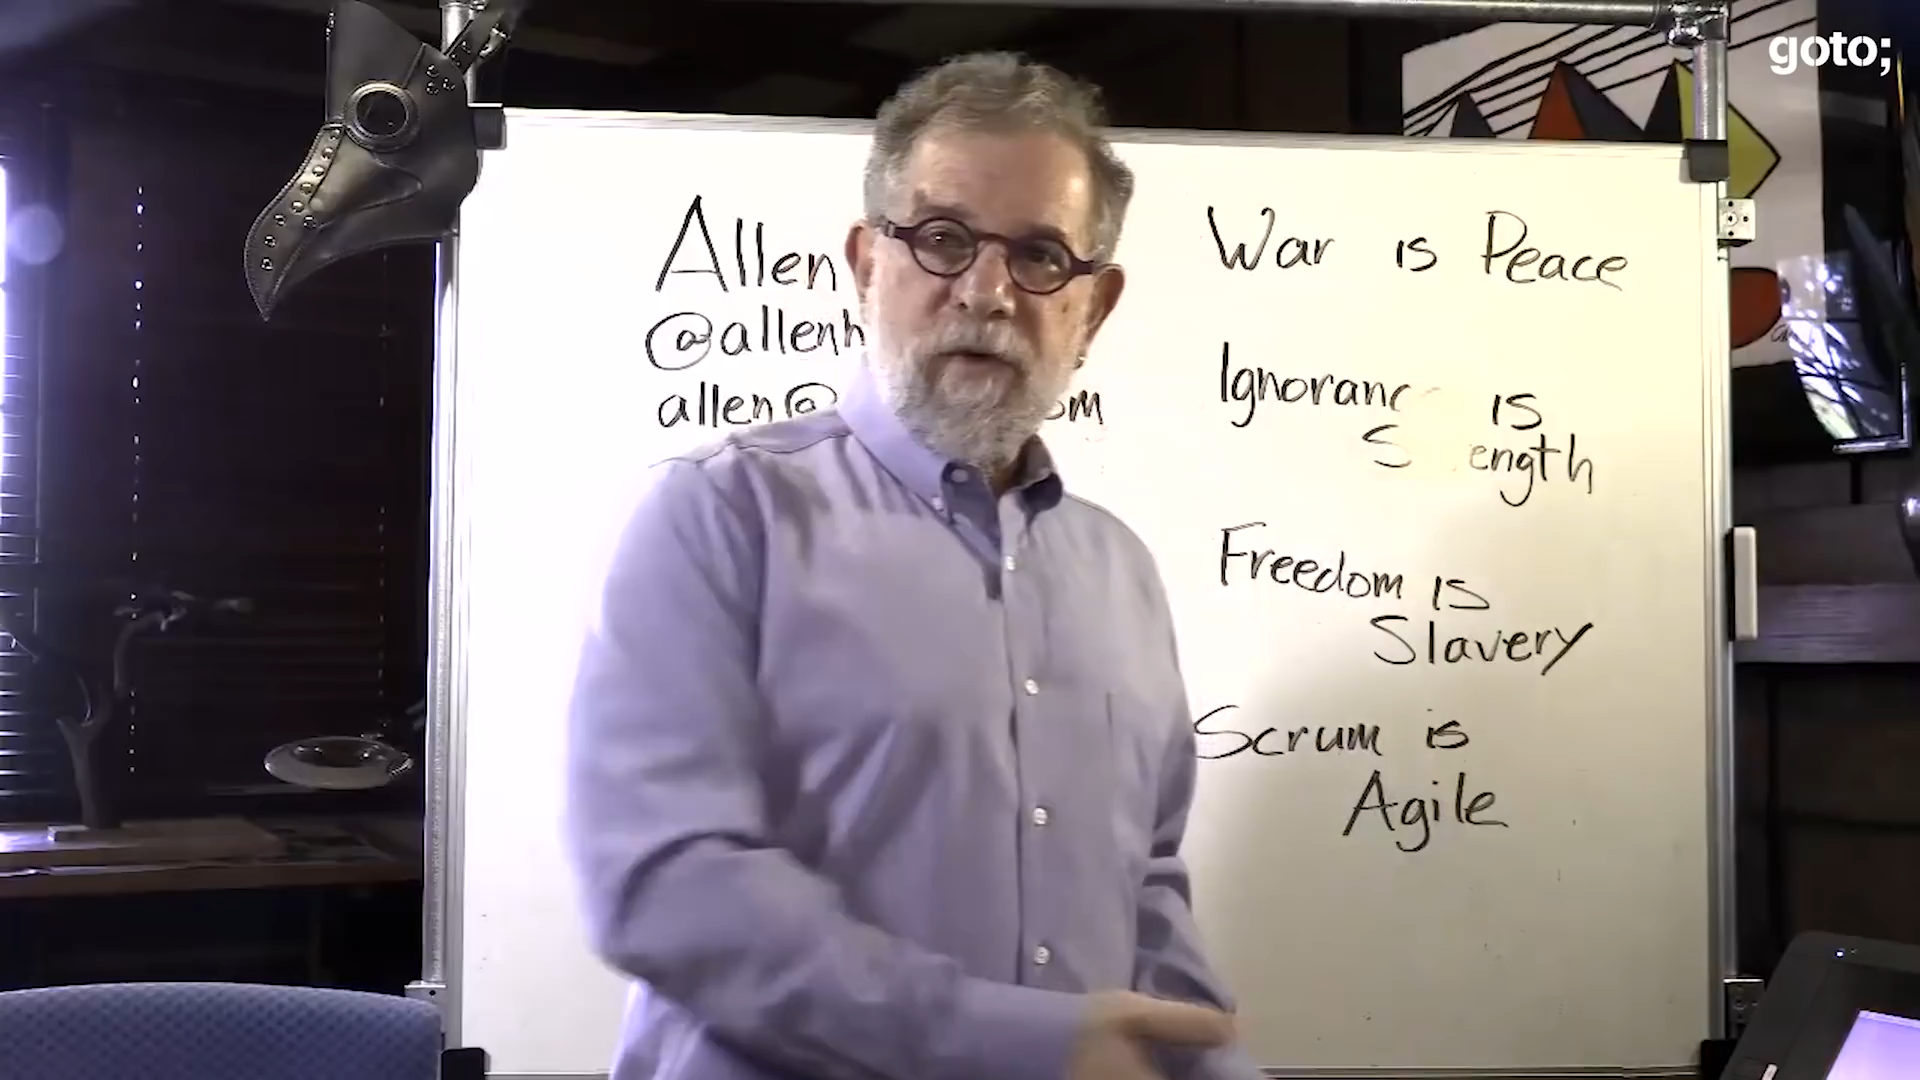 goto;
Allen
@allenh
allen@ om
War is Peace
Ignoranc is
S ength
Freedom is
Slavery
Scrum is
Agile